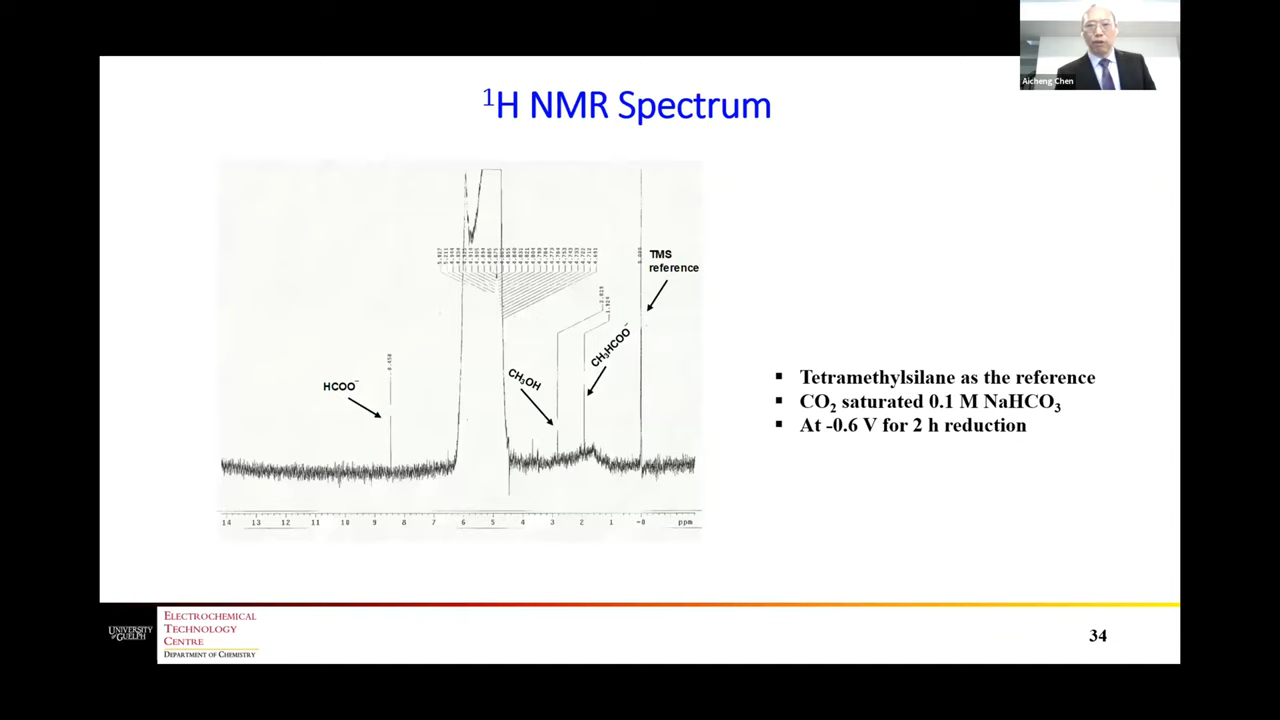 Aicheng Chen
¹H NMR Spectrum
TMS
reference
HCOO⁻
8.458
CH₃OH
CH₃HCOO⁻
14 13 12 11 10 9 8 7 6 5 4 3 2 1 -0 ppm
▪ Tetramethylsilane as the reference
▪ CO₂ saturated 0.1 M NaHCO₃
▪ At -0.6 V for 2 h reduction
UNIVERSITY
of GUELPH
ELECTROCHEMICAL
TECHNOLOGY
CENTRE
DEPARTMENT OF CHEMISTRY
34